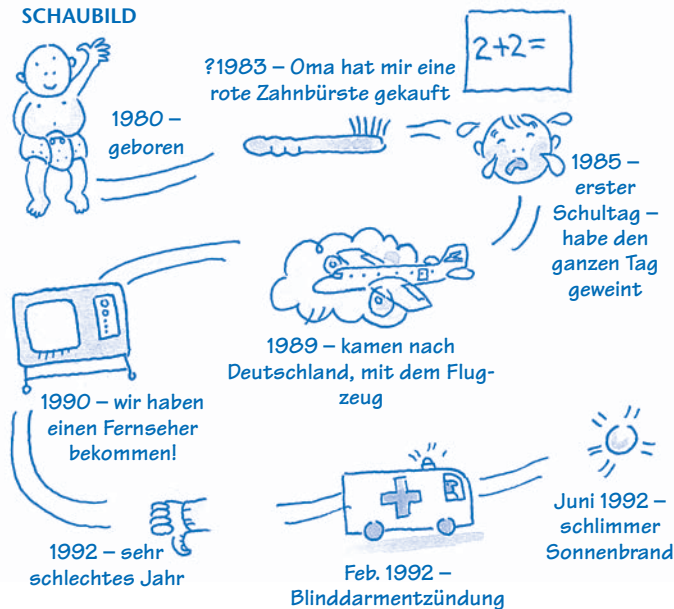 SCHAUBILD
1980 –
geboren
?1983 – Oma hat mir eine
rote Zahnbürste gekauft
2+2=
1985 –
erster
Schultag –
habe den
ganzen Tag
geweint
1989 – kamen nach
Deutschland, mit dem Flug-
zeug
1990 – wir haben
einen Fernseher
bekommen!
1992 – sehr
schlechtes Jahr
Feb. 1992 –
Blinddarmentzündung
Juni 1992 –
schlimmer
Sonnenbrand